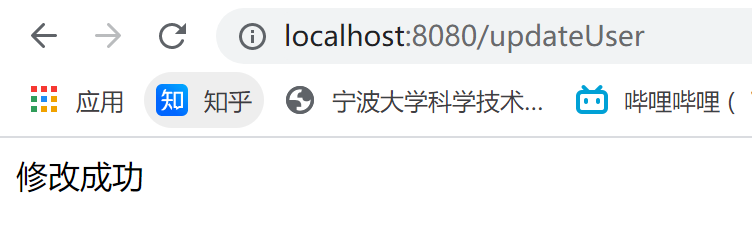 localhost:8080/updateUser
应用 知 知乎 宁波大学科学技术... 哔哩哔哩 (
修改成功